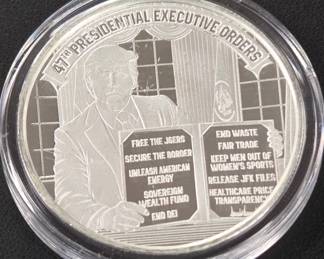 47TH PRESIDENTIAL EXECUTIVE ORDERS
FREE THE J6ERS
SECURE THE BORDER
UNLEASH AMERICAN
ENERGY
SOVEREIGN
WEALTH FUND
END DEI
END WASTE
FAIR TRADE
KEEP MEN OUT OF
WOMEN'S SPORTS
RELEASE JFK FILES
HEALTHCARE PRICE
TRANSPARENCY